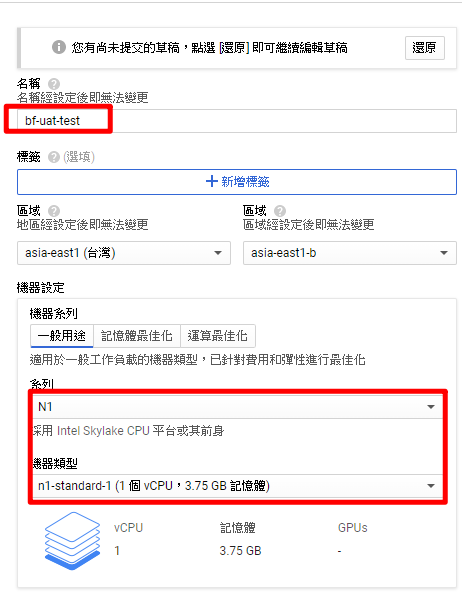 您有尚未提交的草稿,點選 [還原] 即可繼續編輯草稿
還原
名稱
名稱經設定後即無法變更
bf-uat-test
標籤 (選填)
新增標籤
區域
地區經設定後即無法變更
asia-east1 (台灣)
區域
區域經設定後即無法變更
asia-east1-b
機器設定
機器系列
一般用途
記憶體最佳化
運算最佳化
適用於一般工作負載的機器類型,已針對費用和彈性進行最佳化
系列
N1
採用 Intel Skylake CPU 平台或其前身
機器類型
n1-standard-1 (1 個 vCPU,3.75 GB 記憶體)
vCPU
記憶體
GPUs
1
3.75 GB
-